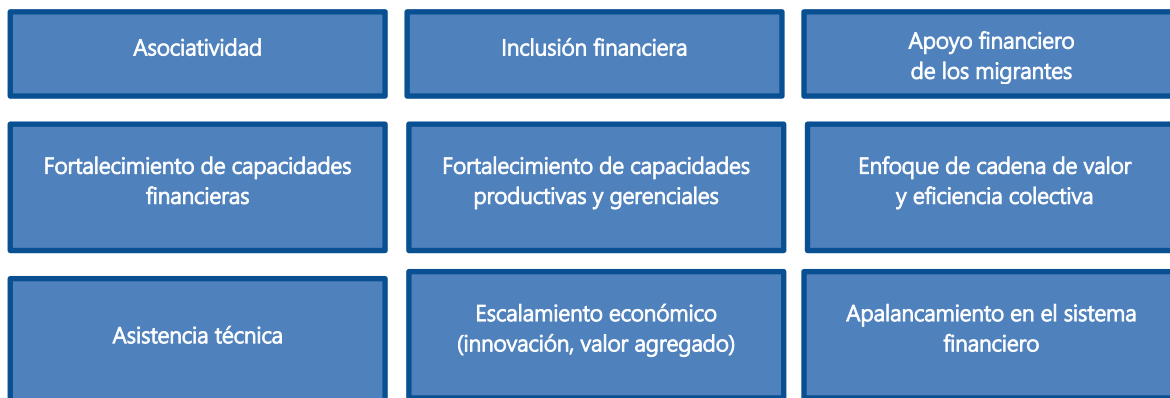 Asociatividad
Inclusión financiera
Apoyo financiero
de los migrantes
Fortalecimiento de capacidades
financieras
Fortalecimiento de capacidades
productivas y gerenciales
Enfoque de cadena de valor
y eficiencia colectiva
Asistencia técnica
Escalamiento económico
(innovación, valor agregado)
Apalancamiento en el sistema
financiero